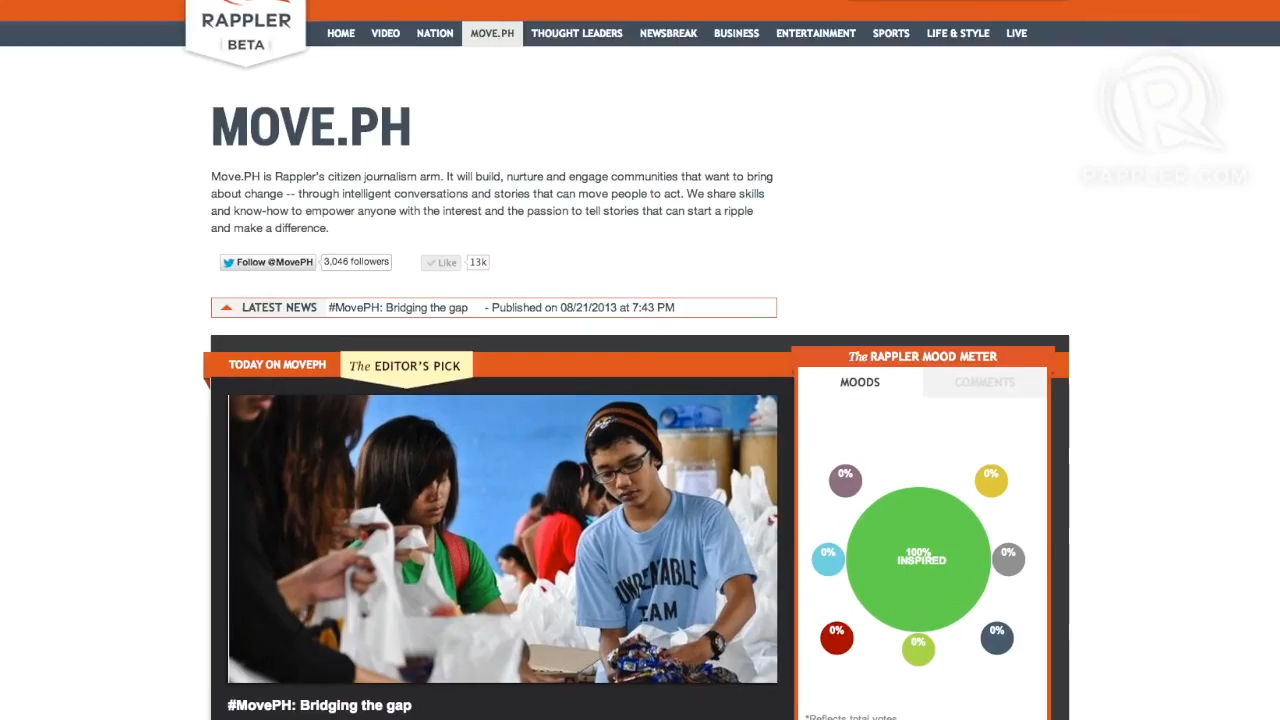 RAPPLER
BETA
HOME VIDEO NATION MOVE.PH THOUGHT LEADERS NEWSBREAK BUSINESS ENTERTAINMENT SPORTS LIFE & STYLE LIVE
R
RAPPLER.COM
MOVE.PH
Move.PH is Rappler's citizen journalism arm. It will build, nurture and engage communities that want to bring
about change -- through intelligent conversations and stories that can move people to act. We share skills
and know-how to empower anyone with the interest and the passion to tell stories that can start a ripple
and make a difference.
Follow @MovePH 3,046 followers Like 13k
LATEST NEWS #MovePH: Bridging the gap - Published on 08/21/2013 at 7:43 PM
TODAY ON MOVEPH The EDITOR'S PICK
The RAPPLER MOOD METER
MOODS COMMENTS
0% 0%
0% 100% 0%
INSPIRED
0% 0% 0%
I AM
#MovePH: Bridging the gap
*Reflects total votes